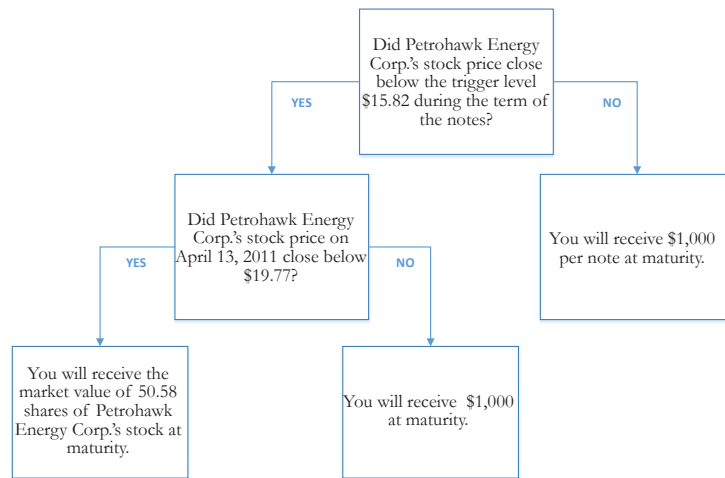 Did Petrohawk Energy
Corp.'s stock price close
below the trigger level
$15.82 during the term of
the notes?
YES
NO
Did Petrohawk Energy
Corp.'s stock price on
April 13, 2011 close below
$19.77?
You will receive $1,000
per note at maturity.
YES
NO
You will receive the
market value of 50.58
shares of Petrohawk
Energy Corp.'s stock at
maturity.
You will receive $1,000
at maturity.